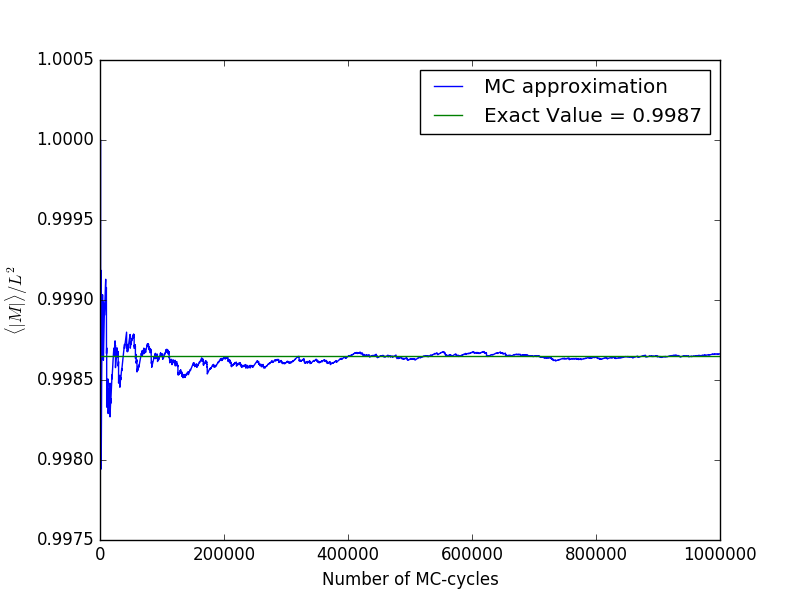 1.0005
1.0000
0.9995
0.9990
0.9985
0.9980
0.9975
⟨|M|⟩/L²
MC approximation
Exact Value = 0.9987
0 200000 400000 600000 800000 1000000
Number of MC-cycles